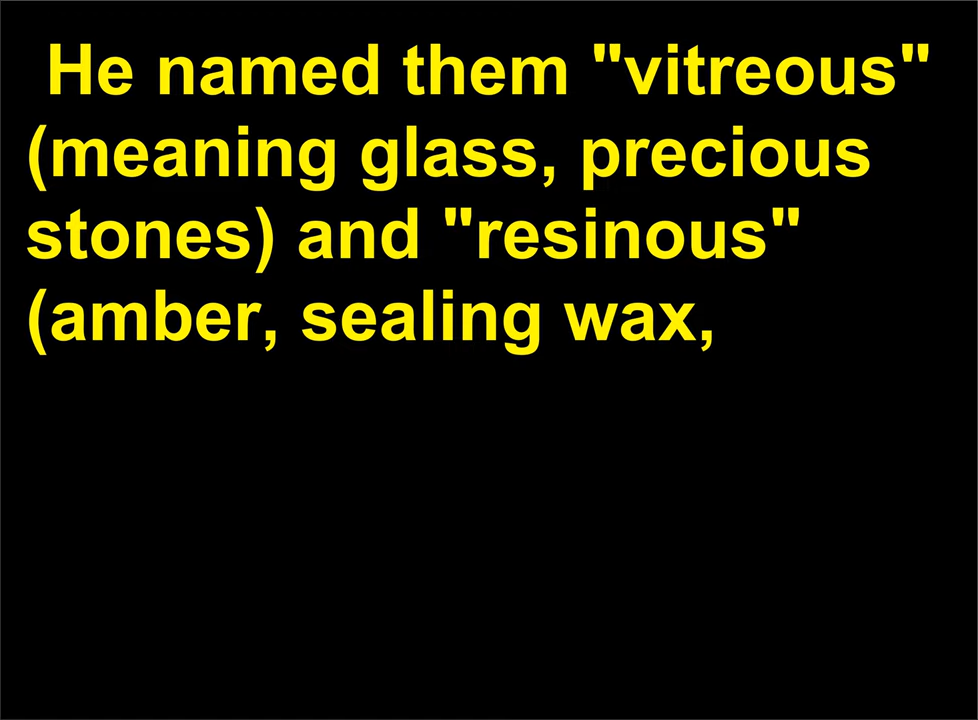 He named them "vitreous"
(meaning glass, precious
stones) and "resinous"
(amber, sealing wax,